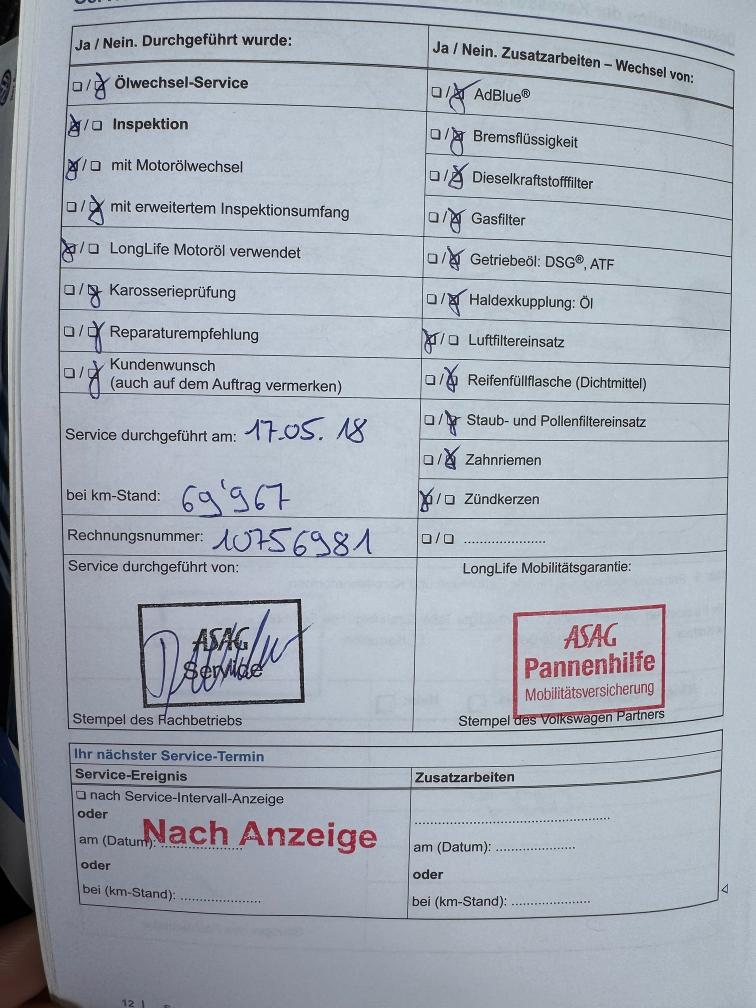 Ja / Nein. Durchgeführt wurde:
☐/☒ Ölwechsel-Service
☒/☐ Inspektion
☒/☐ mit Motorölwechsel
☐/☒ mit erweitertem Inspektionsumfang
☒/☐ LongLife Motoröl verwendet
☐/☒ Karosserieprüfung
☐/☒ Reparaturempfehlung
☐/☒ Kundenwunsch
(auch auf dem Auftrag vermerken)
Service durchgeführt am: 17.05.18
bei km-Stand: 69'967
Rechnungsnummer: 10756981
Service durchgeführt von:
ASAG
Service
Stempel des Fachbetriebs
Ja / Nein. Zusatzarbeiten – Wechsel von:
☐/☒ AdBlue®
☐/☒ Bremsflüssigkeit
☐/☒ Dieselkraftstofffilter
☐/☒ Gasfilter
☐/☒ Getriebeöl: DSG®, ATF
☐/☒ Haldexkupplung: Öl
☒/☐ Luftfiltereinsatz
☐/☒ Reifenfüllflasche (Dichtmittel)
☐/☒ Staub- und Pollenfiltereinsatz
☐/☒ Zahnriemen
☒/☐ Zündkerzen
☐/☐ ......................
LongLife Mobilitätsgarantie:
ASAG
Pannenhilfe
Mobilitätsversicherung
Stempel des Volkswagen Partners
Ihr nächster Service-Termin
Service-Ereignis
☐ nach Service-Intervall-Anzeige
oder
am (Datum): ......................
Nach Anzeige
oder
bei (km-Stand): ......................
Zusatzarbeiten
..........................................
am (Datum): ......................
oder
bei (km-Stand): ......................
12